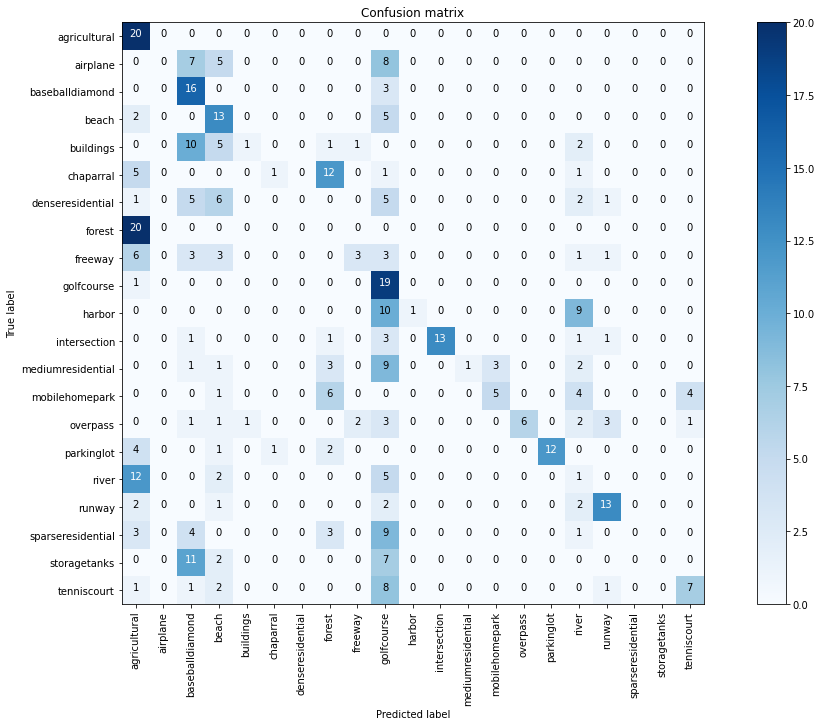 Confusion matrix
True label
agricultural 20 0 0 0 0 0 0 0 0 0 0 0 0 0 0 0 0 0 0 0 0
airplane 0 0 7 5 0 0 0 0 0 8 0 0 0 0 0 0 0 0 0 0 0
baseballdiamond 0 0 16 0 0 0 0 0 0 3 0 0 0 0 0 0 0 0 0 0 0
beach 2 0 0 13 0 0 0 0 0 5 0 0 0 0 0 0 0 0 0 0 0
buildings 0 0 10 5 1 0 0 1 1 0 0 0 0 0 0 0 2 0 0 0 0
chaparral 5 0 0 0 0 1 0 12 0 1 0 0 0 0 0 0 1 0 0 0 0
denseresidential 1 0 5 6 0 0 0 0 0 5 0 0 0 0 0 0 2 1 0 0 0
forest 20 0 0 0 0 0 0 0 0 0 0 0 0 0 0 0 0 0 0 0 0
freeway 6 0 3 3 0 0 0 0 3 3 0 0 0 0 0 0 1 1 0 0 0
golfcourse 1 0 0 0 0 0 0 0 0 19 0 0 0 0 0 0 0 0 0 0 0
harbor 0 0 0 0 0 0 0 0 0 10 1 0 0 0 0 0 9 0 0 0 0
intersection 0 0 1 0 0 0 0 1 0 3 0 13 0 0 0 0 1 1 0 0 0
mediumresidential 0 0 1 1 0 0 0 3 0 9 0 0 1 3 0 0 2 0 0 0 0
mobilehomepark 0 0 0 1 0 0 0 6 0 0 0 0 0 5 0 0 4 0 0 0 4
overpass 0 0 1 1 1 0 0 0 2 3 0 0 0 0 6 0 2 3 0 0 1
parkinglot 4 0 0 1 0 1 0 2 0 0 0 0 0 0 0 12 0 0 0 0 0
river 12 0 0 2 0 0 0 0 0 5 0 0 0 0 0 0 1 0 0 0 0
runway 2 0 0 1 0 0 0 0 0 2 0 0 0 0 0 0 2 13 0 0 0
sparseresidential 3 0 4 0 0 0 0 3 0 9 0 0 0 0 0 0 1 0 0 0 0
storagetanks 0 0 11 2 0 0 0 0 0 7 0 0 0 0 0 0 0 0 0 0 0
tenniscourt 1 0 1 2 0 0 0 0 0 8 0 0 0 0 0 0 0 1 0 0 7
agricultural
airplane
baseballdiamond
beach
buildings
chaparral
denseresidential
forest
freeway
golfcourse
harbor
intersection
mediumresidential
mobilehomepark
overpass
parkinglot
river
runway
sparseresidential
storagetanks
tenniscourt
Predicted label
20.0
17.5
15.0
12.5
10.0
7.5
5.0
2.5
0.0